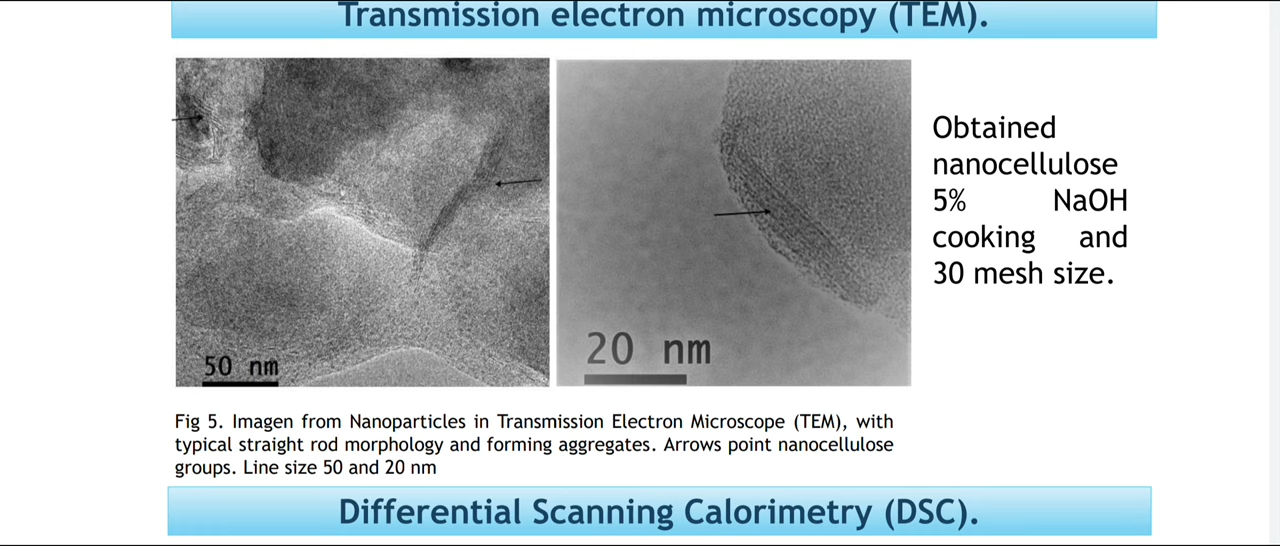 Transmission electron microscopy (TEM).
50 nm
20 nm
Obtained
nanocellulose
5% NaOH
cooking and
30 mesh size.
Fig 5. Imagen from Nanoparticles in Transmission Electron Microscope (TEM), with
typical straight rod morphology and forming aggregates. Arrows point nanocellulose
groups. Line size 50 and 20 nm
Differential Scanning Calorimetry (DSC).